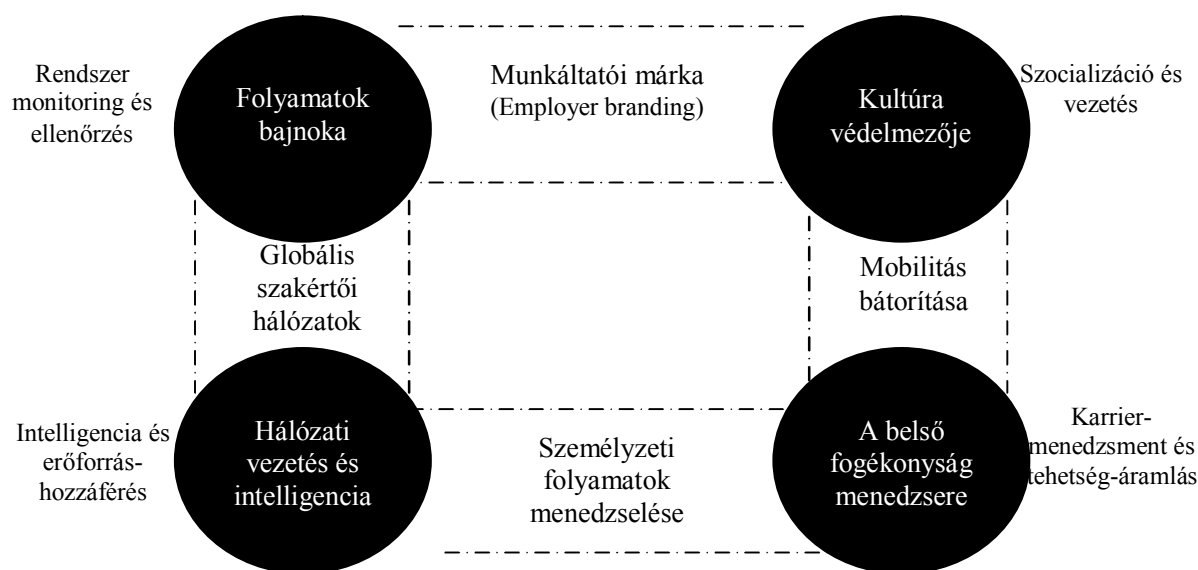 Rendszer
monitoring és
ellenőrzés
Folyamatok
bajnoka
Munkáltatói márka
(Employer branding)
Kultúra
védelmezője
Szocializáció és
vezetés
Globális
szakértői
hálózatok
Mobilitás
bátorítása
Intelligencia és
erőforrás-
hozzáférés
Hálózati
vezetés és
intelligencia
Személyzeti
folyamatok
menedzselése
A belső
fogékonyság
menedzsere
Karrier-
menedzsment és
tehetség-áramlás